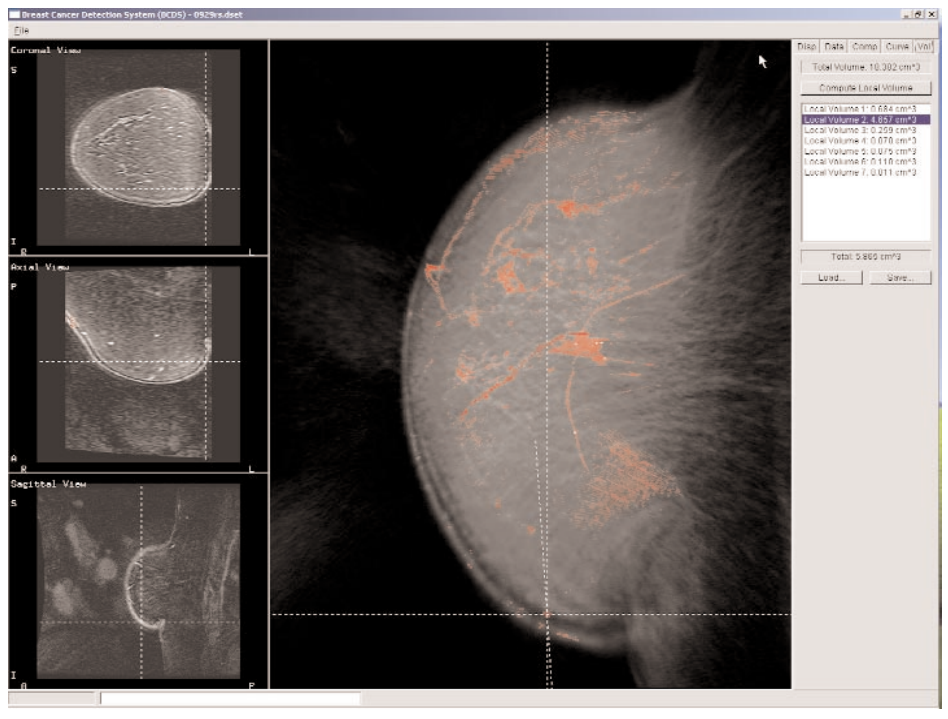 Breast Cancer Detection System (BCDS) - 0929rs.dset
File
Coronal View
S
I
R L
Axial View
P
A
R L
Sagittal View
S
I
A P
Disp Data Comp Curve Vol
Total Volume: 18.382 cm^3
Compute Local Volume
Local Volume 1: 0.684 cm^3
Local Volume 2: 4.657 cm^3
Local Volume 3: 0.259 cm^3
Local Volume 4: 0.078 cm^3
Local Volume 5: 0.075 cm^3
Local Volume 6: 0.110 cm^3
Local Volume 7: 0.011 cm^3
Total: 5.865 cm^3
Load...
Save...